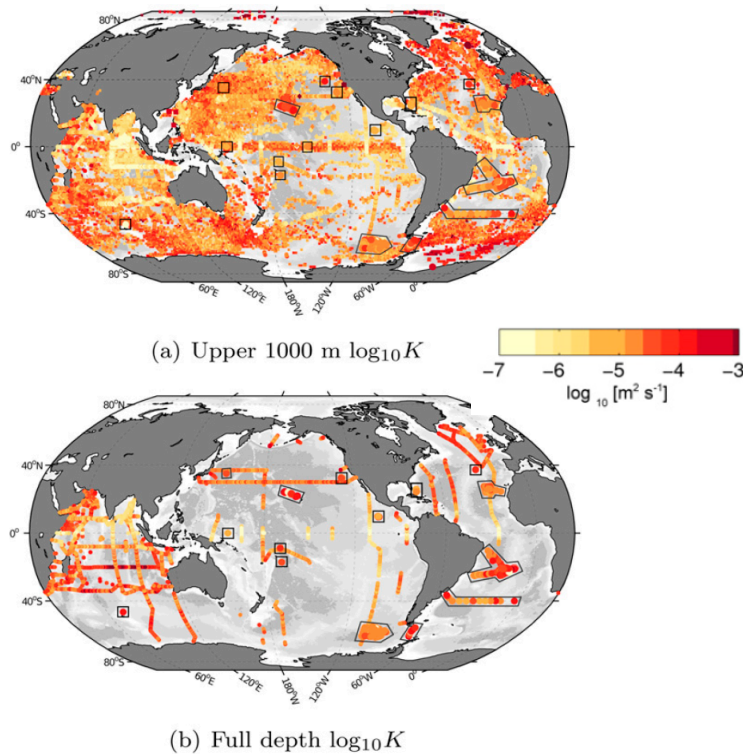 80°N
40°N
0°
40°S
80°S
60°E
120°E
180°W
120°W
60°W
0°
(a) Upper 1000 m log₁₀K
−7 −6 −5 −4 −3
log ₁₀ [m² s⁻¹]
80°N
40°N
0°
40°S
80°S
60°E
120°E
180°W
120°W
60°W
0°
(b) Full depth log₁₀K